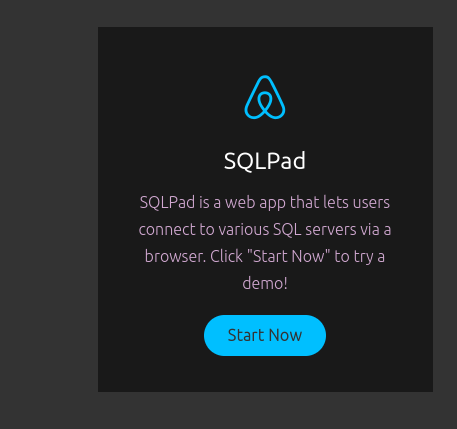 SQLPad
SQLPad is a web app that lets users
connect to various SQL servers via a
browser. Click "Start Now" to try a
demo!
Start Now